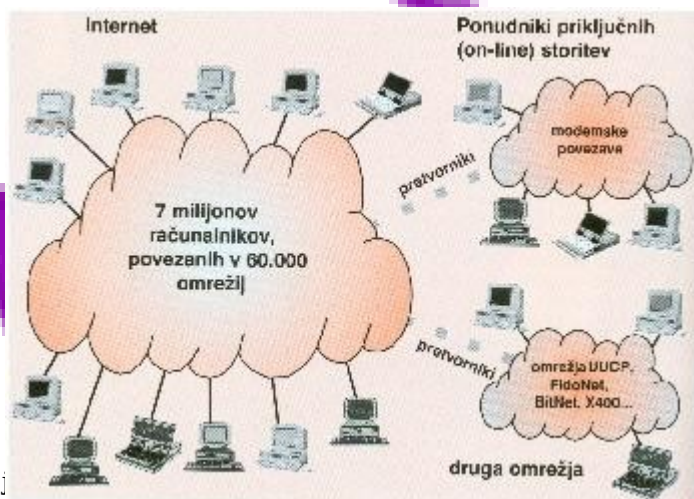 Internet
Ponudniki priključnih
(on-line) storitev
modemske
povezave
pretvorniki
7 milijonov
računalnikov,
povezanih v 60.000
omrežij
pretvorniki
omrežja UUCP,
FidoNet,
BitNet, X400...
druga omrežja